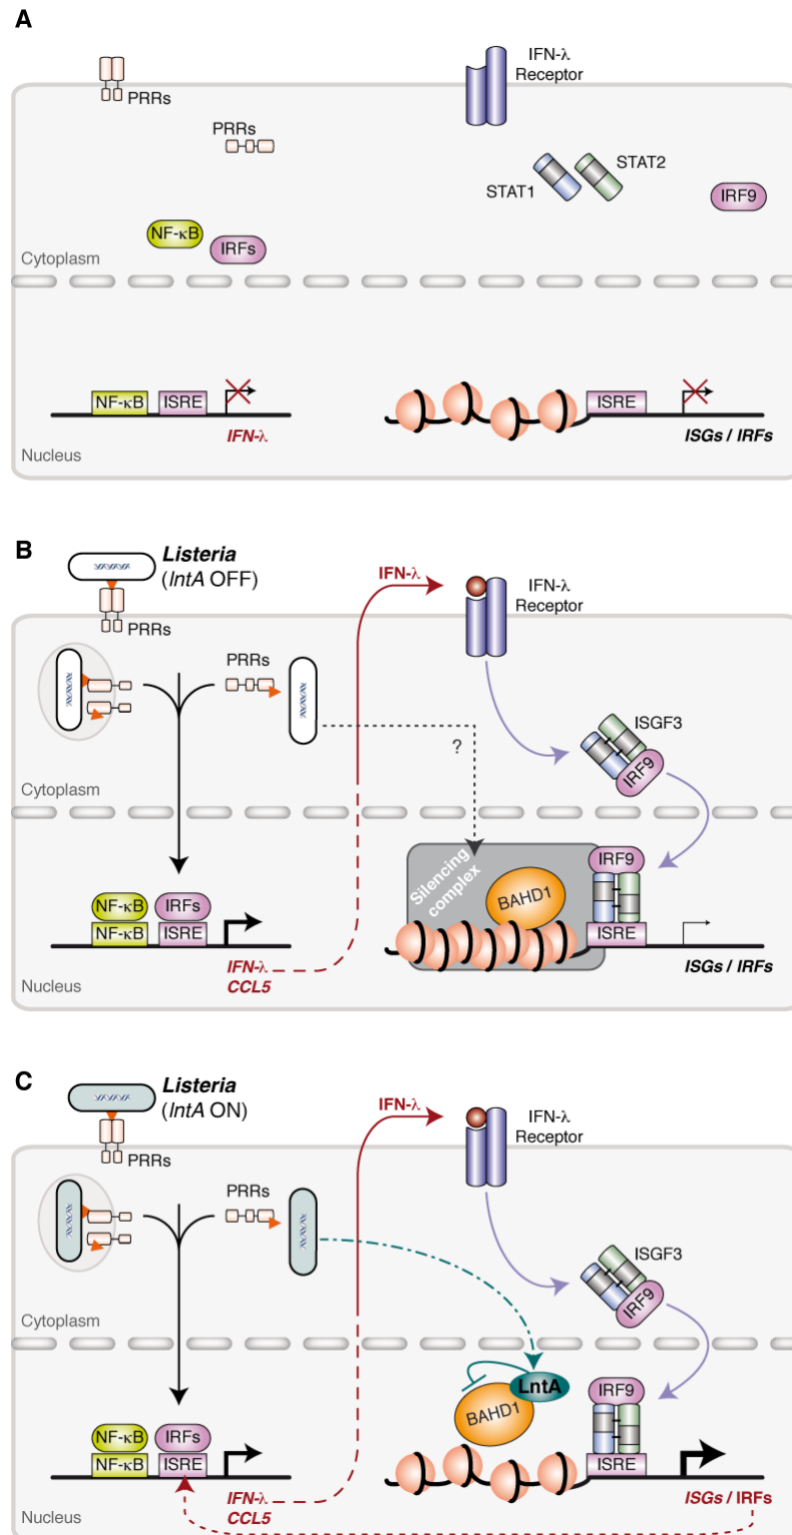 A
PRRs
IFN-λ
Receptor
PRRs
STAT1
STAT2
IRF9
NF-κB
IRFs
Cytoplasm
NF-κB
ISRE
ISRE
IFN-λ
ISGs / IRFs
Nucleus
B
Listeria
(lntA OFF)
PRRs
IFN-λ
IFN-λ
Receptor
PRRs
?
ISGF3
IRF9
Cytoplasm
Silencing
complex
BAHD1
IRF9
NF-κB
IRFs
NF-κB
ISRE
ISRE
IFN-λ
CCL5
ISGs / IRFs
Nucleus
C
Listeria
(lntA ON)
PRRs
IFN-λ
IFN-λ
Receptor
PRRs
ISGF3
IRF9
Cytoplasm
LntA
BAHD1
IRF9
NF-κB
IRFs
NF-κB
ISRE
ISRE
IFN-λ
CCL5
ISGs / IRFs
Nucleus